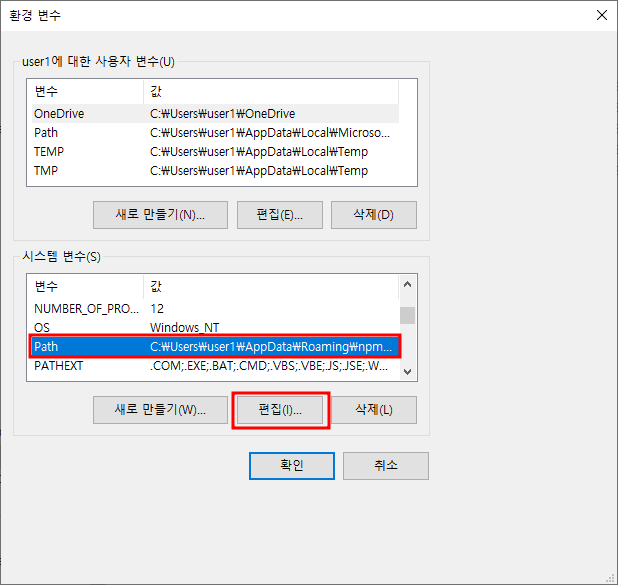 환경 변수
user1에 대한 사용자 변수(U)
변수 값
OneDrive C:₩Users₩user1₩OneDrive
Path C:₩Users₩user1₩AppData₩Local₩Microso...
TEMP C:₩Users₩user1₩AppData₩Local₩Temp
TMP C:₩Users₩user1₩AppData₩Local₩Temp
새로 만들기(N)... 편집(E)... 삭제(D)
시스템 변수(S)
변수 값
NUMBER_OF_PRO... 12
OS Windows_NT
Path C:₩Users₩user1₩AppData₩Roaming₩npm...
PATHEXT .COM;.EXE;.BAT;.CMD;.VBS;.VBE;.JS;.JSE;.W...
새로 만들기(W)... 편집(I)... 삭제(L)
확인 취소